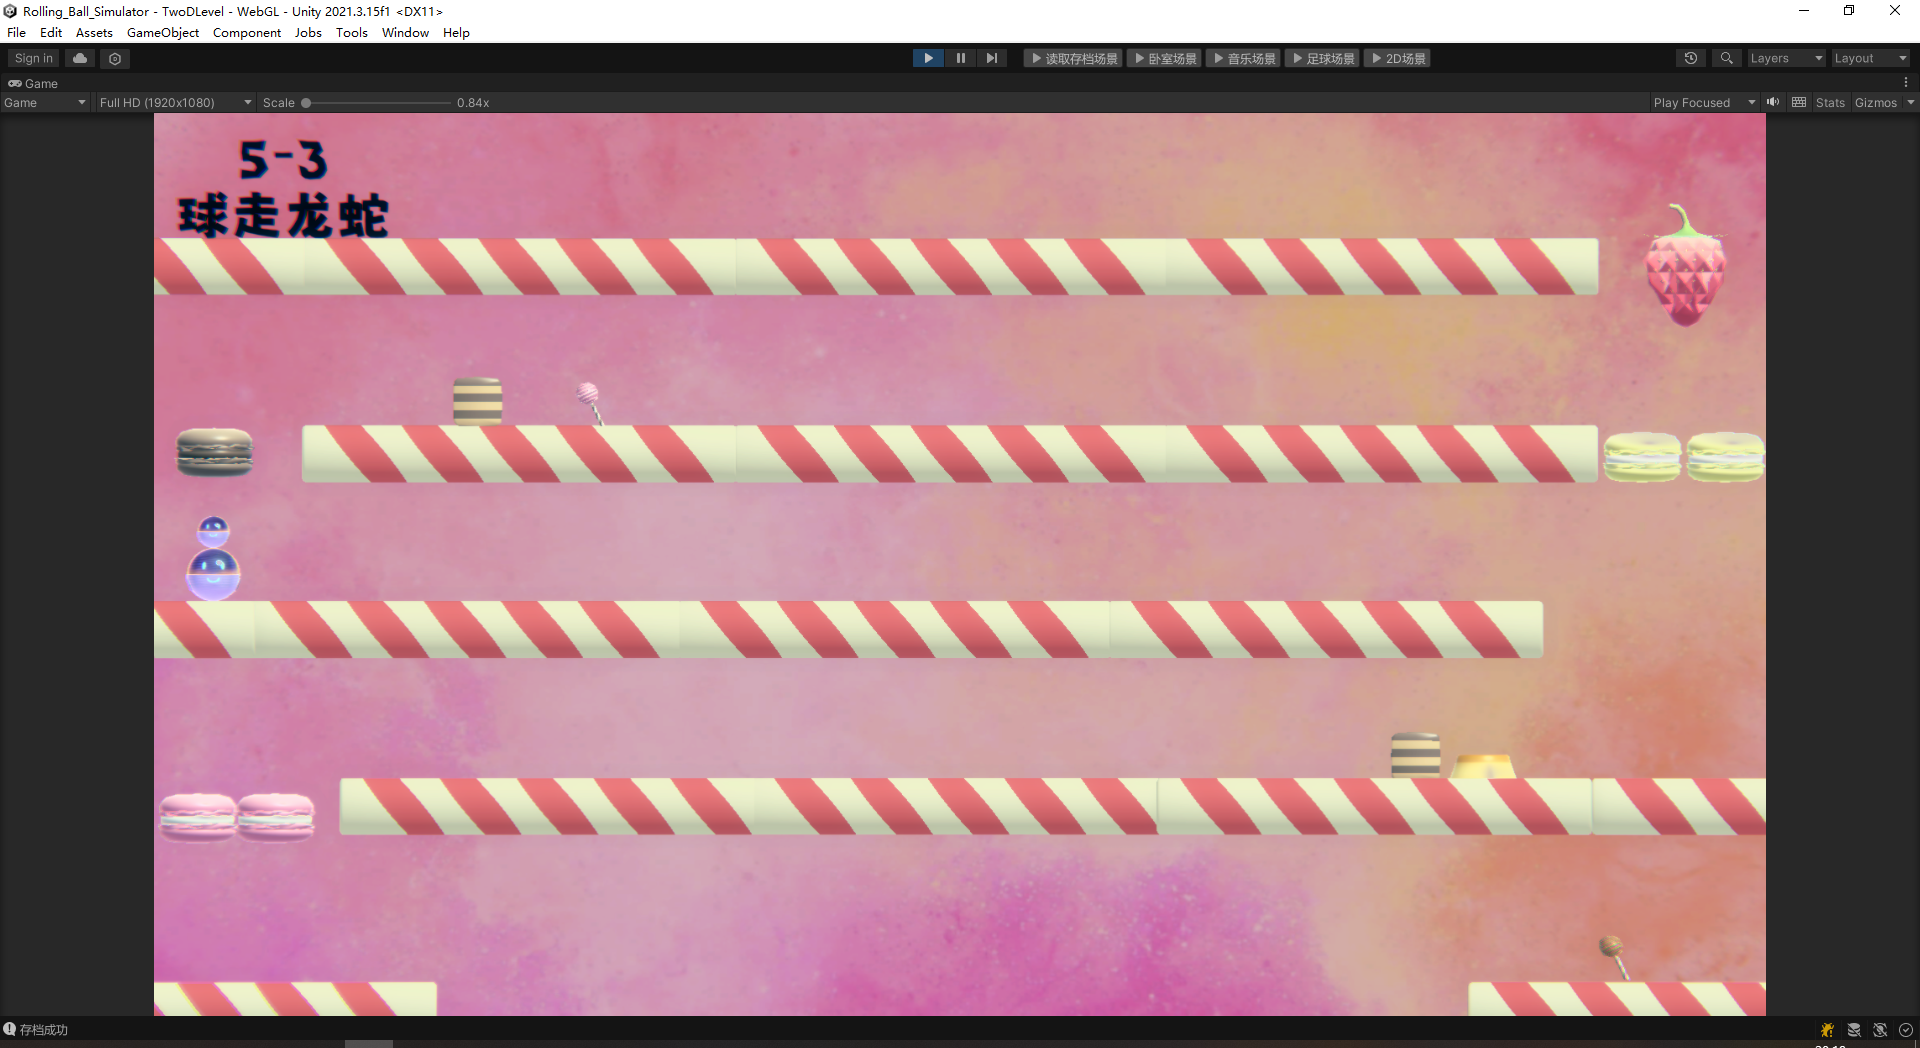 Rolling_Ball_Simulator - TwoDLevel - WebGL - Unity 2021.3.15f1 <DX11>
File Edit Assets GameObject Component Jobs Tools Window Help
Sign in 读取存档场景 卧室场景 音乐场景 足球场景 2D场景 Layers Layout
Game
Game Full HD (1920x1080) Scale 0.84x Play Focused Stats Gizmos
5-3
球走龙蛇
存档成功